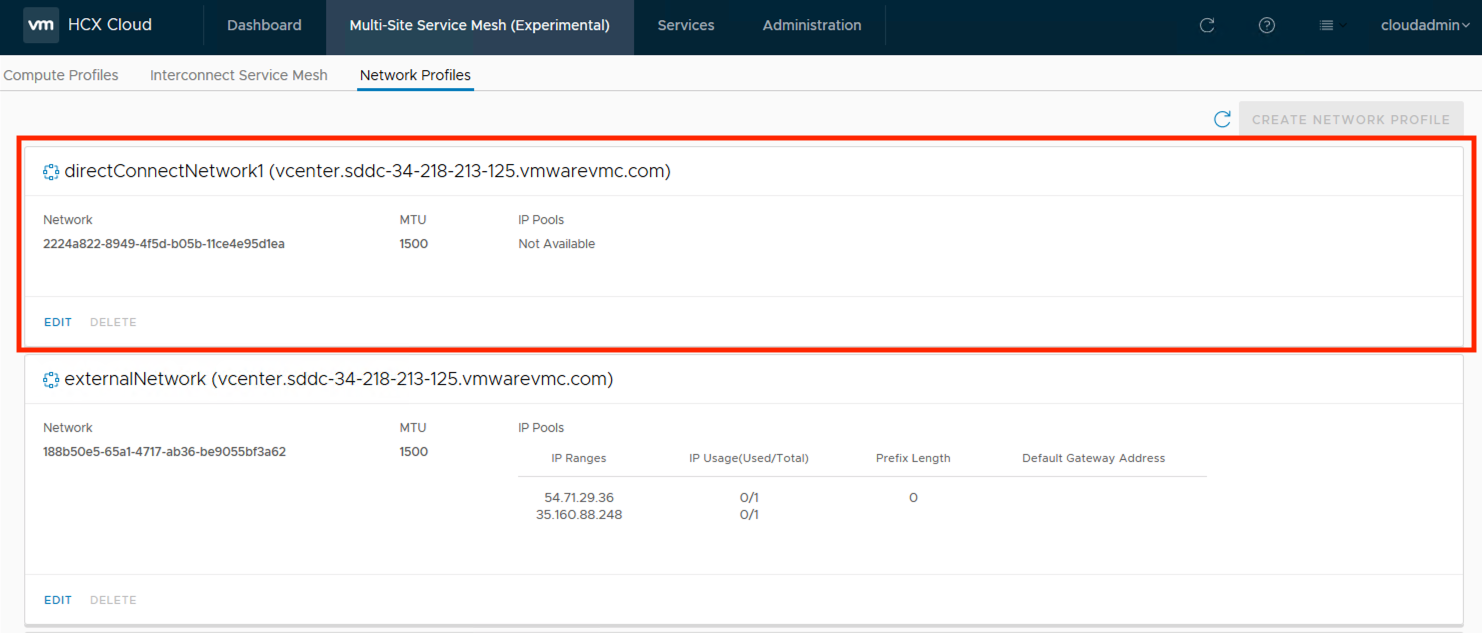 vm HCX Cloud Dashboard Multi-Site Service Mesh (Experimental) Services Administration cloudadmin
Compute Profiles Interconnect Service Mesh Network Profiles
CREATE NETWORK PROFILE
directConnectNetwork1 (vcenter.sddc-34-218-213-125.vmwarevmc.com)
Network MTU IP Pools
2224a822-8949-4f5d-b05b-11ce4e95d1ea 1500 Not Available
EDIT DELETE
externalNetwork (vcenter.sddc-34-218-213-125.vmwarevmc.com)
Network MTU IP Pools
188b50e5-65a1-4717-ab36-be9055bf3a62 1500
IP Ranges IP Usage(Used/Total) Prefix Length Default Gateway Address
54.71.29.36 0/1 0
35.160.88.248 0/1
EDIT DELETE